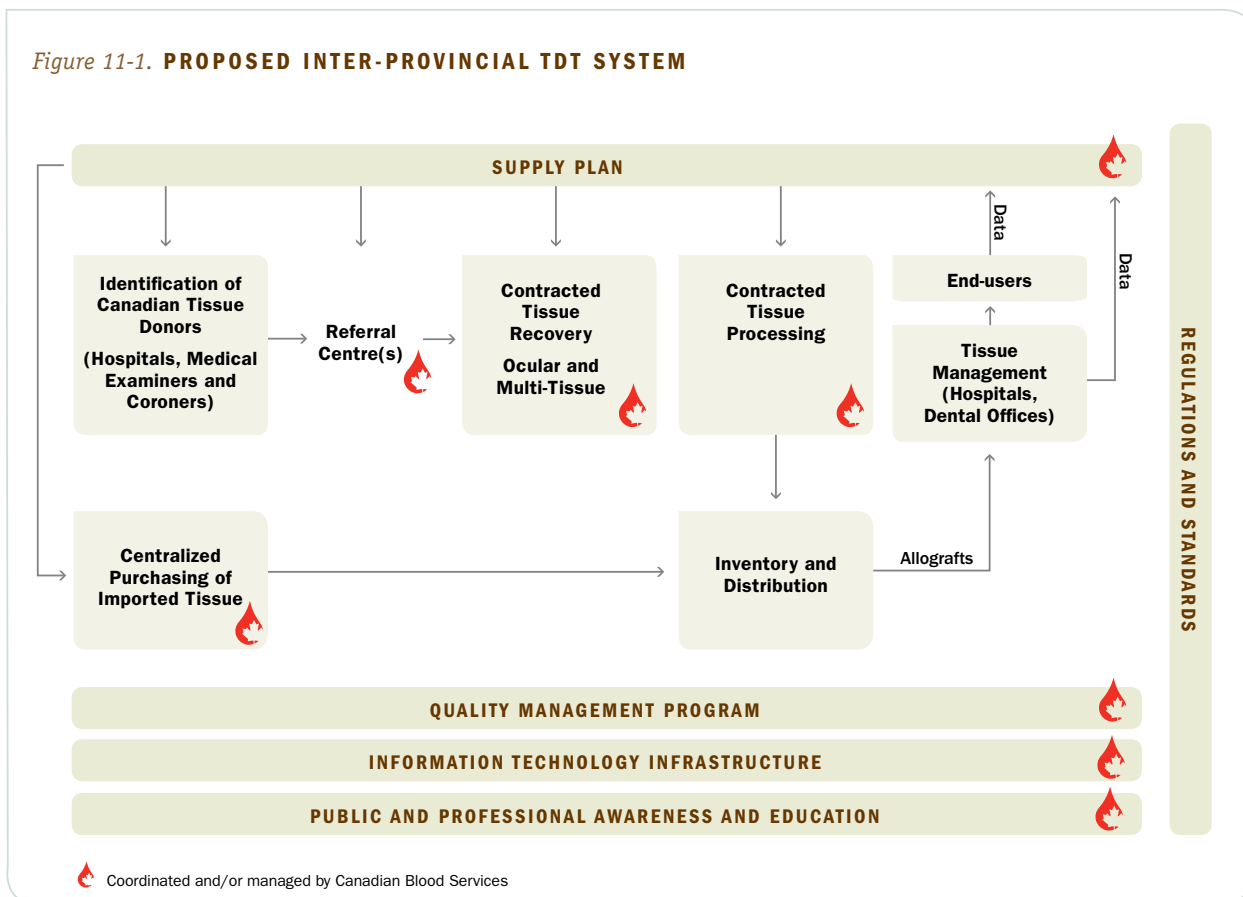 Figure 11-1. PROPOSED INTER-PROVINCIAL TDT SYSTEM
SUPPLY PLAN
Identification of
Canadian Tissue
Donors
(Hospitals, Medical
Examiners and
Coroners)
Referral
Centre(s)
Contracted
Tissue
Recovery
Ocular and
Multi-Tissue
Contracted
Tissue
Processing
Data
Data
End-users
Tissue
Management
(Hospitals,
Dental Offices)
Centralized
Purchasing of
Imported Tissue
Inventory and
Distribution
Allografts
REGULATIONS AND STANDARDS
QUALITY MANAGEMENT PROGRAM
INFORMATION TECHNOLOGY INFRASTRUCTURE
PUBLIC AND PROFESSIONAL AWARENESS AND EDUCATION
Coordinated and/or managed by Canadian Blood Services